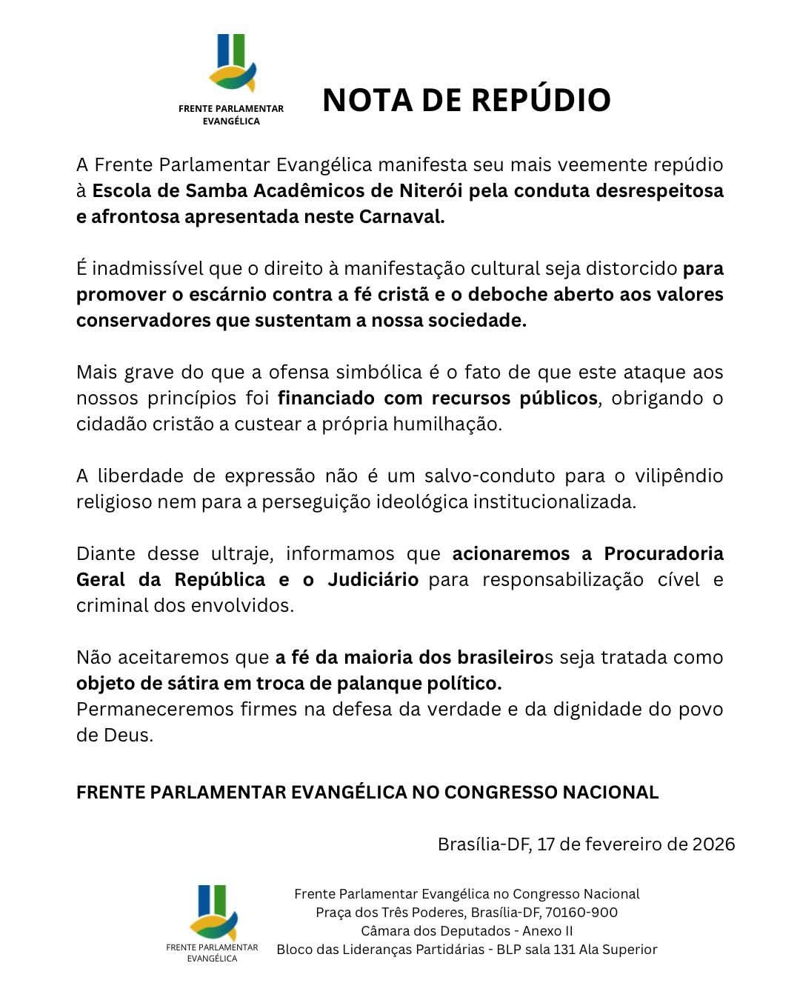 FRENTE PARLAMENTAR
EVANGÉLICA
NOTA DE REPÚDIO
A Frente Parlamentar Evangélica manifesta seu mais veemente repúdio
à Escola de Samba Acadêmicos de Niterói pela conduta desrespeitosa
e afrontosa apresentada neste Carnaval.
É inadmissível que o direito à manifestação cultural seja distorcido para
promover o escárnio contra a fé cristã e o deboche aberto aos valores
conservadores que sustentam a nossa sociedade.
Mais grave do que a ofensa simbólica é o fato de que este ataque aos
nossos princípios foi financiado com recursos públicos, obrigando o
cidadão cristão a custear a própria humilhação.
A liberdade de expressão não é um salvo-conduto para o vilipêndio
religioso nem para a perseguição ideológica institucionalizada.
Diante desse ultraje, informamos que acionaremos a Procuradoria
Geral da República e o Judiciário para responsabilização cível e
criminal dos envolvidos.
Não aceitaremos que a fé da maioria dos brasileiros seja tratada como
objeto de sátira em troca de palanque político.
Permaneceremos firmes na defesa da verdade e da dignidade do povo
de Deus.
FRENTE PARLAMENTAR EVANGÉLICA NO CONGRESSO NACIONAL
Brasília-DF, 17 de fevereiro de 2026
FRENTE PARLAMENTAR
EVANGÉLICA
Frente Parlamentar Evangélica no Congresso Nacional
Praça dos Três Poderes, Brasília-DF, 70160-900
Câmara dos Deputados - Anexo II
Bloco das Lideranças Partidárias - BLP sala 131 Ala Superior